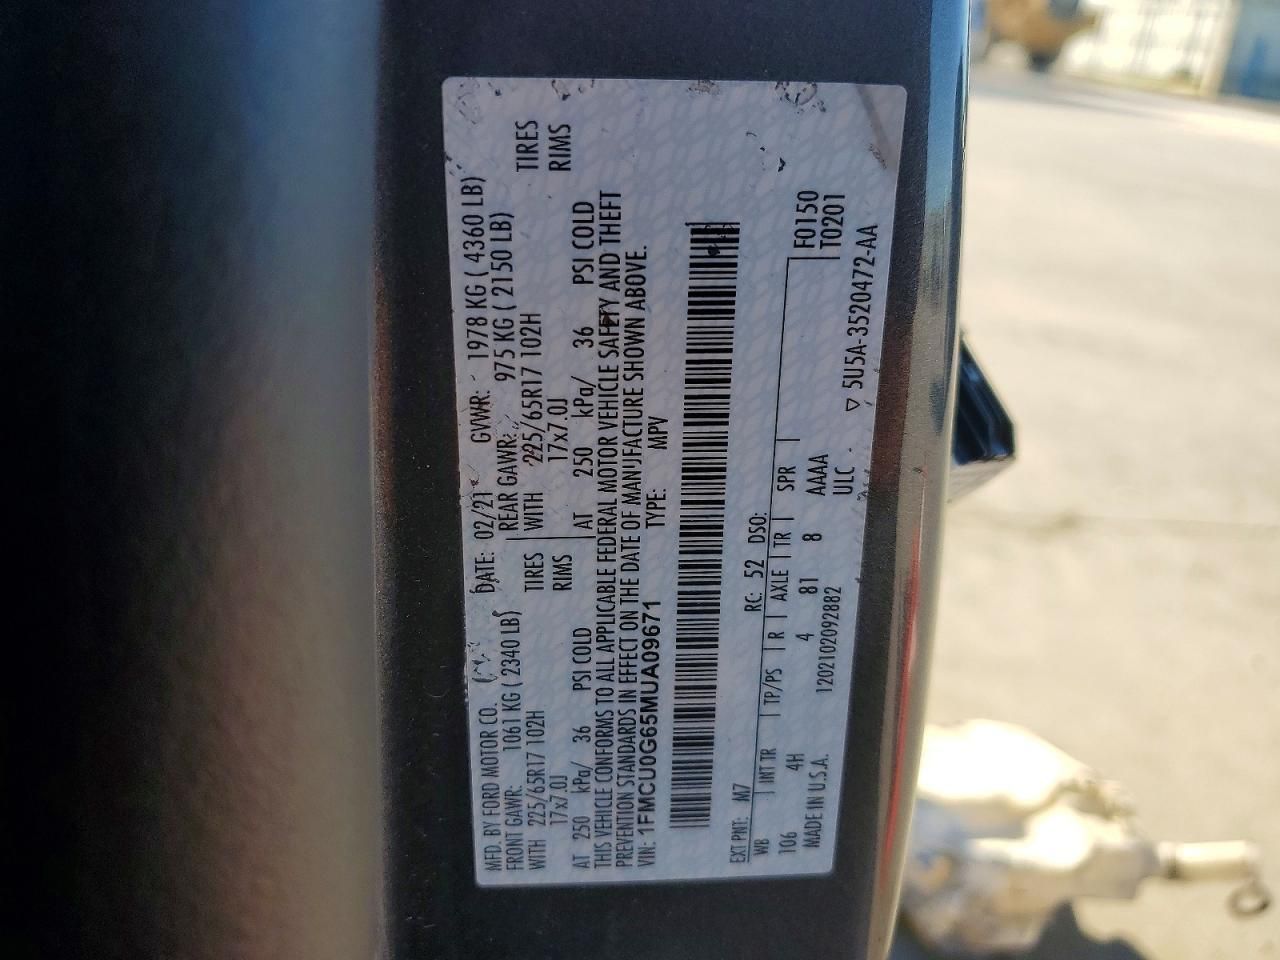 MFD. BY FORD MOTOR CO. DATE: 02/21 GVWR: 1978 KG ( 4360 LB)
FRONT GAWR: 1061 KG ( 2340 LB) REAR GAWR: 975 KG ( 2150 LB)
WITH 225/65R17 102H TIRES WITH 225/65R17 102H TIRES
17x7.0J RIMS 17x7.0J RIMS
AT 250 kPa/ 36 PSI COLD AT 250 kPa/ 36 PSI COLD
THIS VEHICLE CONFORMS TO ALL APPLICABLE FEDERAL MOTOR VEHICLE SAFETY AND THEFT
PREVENTION STANDARDS IN EFFECT ON THE DATE OF MANUFACTURE SHOWN ABOVE.
VIN: 1FMCU0G65MUA09671 TYPE: MPV
EXT PNT: M7 RC: 52 DSO:
WB INT TR TP/PS R AXLE TR SPR F0150
106 4H 4 81 8 AAAA T0201
MADE IN U.S.A. 1202102092882 ULC ▽ 5U5A-3520472-AA